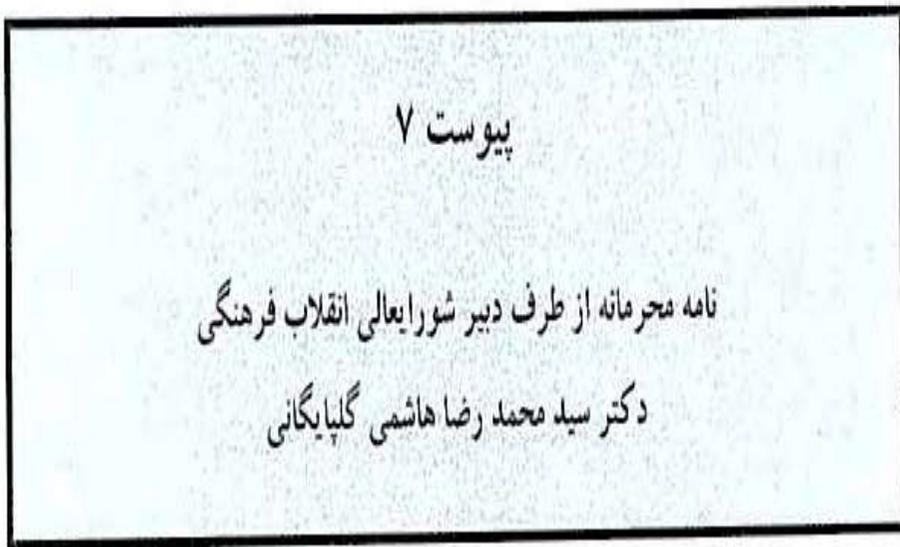 پیوست ۷
نامه محرمانه از طرف دبیر شورایعالی انقلاب فرهنگی
دکتر سید محمد رضا هاشمی گلپایگانی